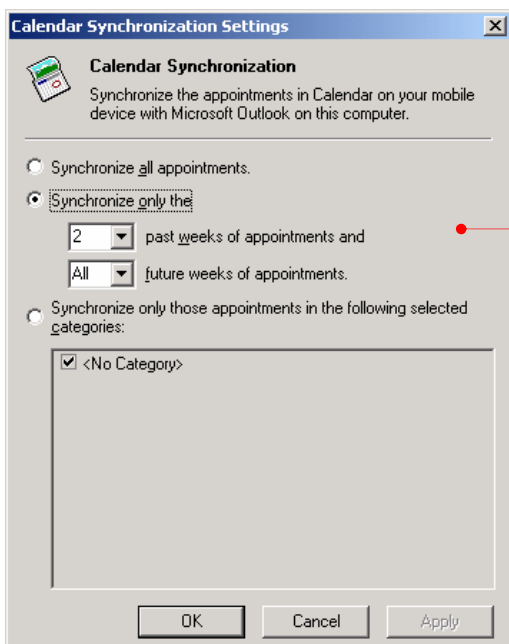 Calendar Synchronization Settings
Calendar Synchronization
Synchronize the appointments in Calendar on your mobile
device with Microsoft Outlook on this computer.
Synchronize all appointments.
Synchronize only the
2 past weeks of appointments and
All future weeks of appointments.
Synchronize only those appointments in the following selected
categories:
<No Category>
OK Cancel Apply